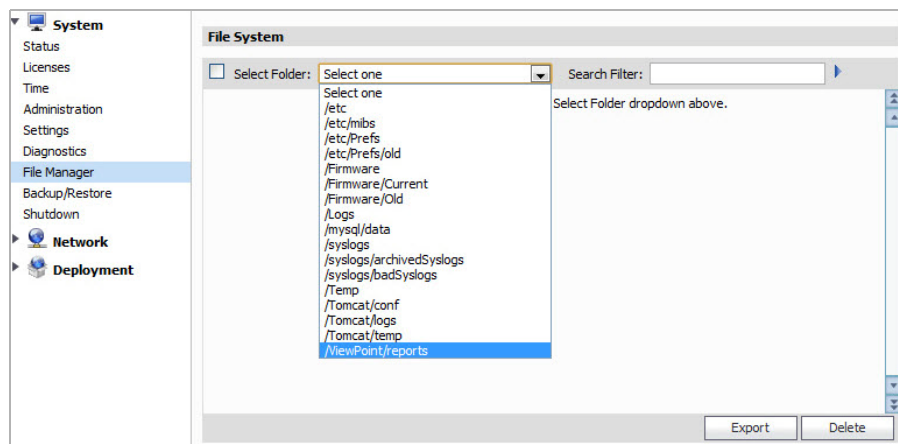 System
Status
Licenses
Time
Administration
Settings
Diagnostics
File Manager
Backup/Restore
Shutdown
Network
Deployment
File System
Select Folder: Select one Search Filter:
Select one
/etc
/etc/mibs
/etc/Prefs
/etc/Prefs/old
/Firmware
/Firmware/Current
/Firmware/Old
/Logs
/mysql/data
/syslogs
/syslogs/archivedSyslogs
/syslogs/badSyslogs
/Temp
/Tomcat/conf
/Tomcat/logs
/Tomcat/temp
/ViewPoint/reports
Select Folder dropdown above.
Export Delete